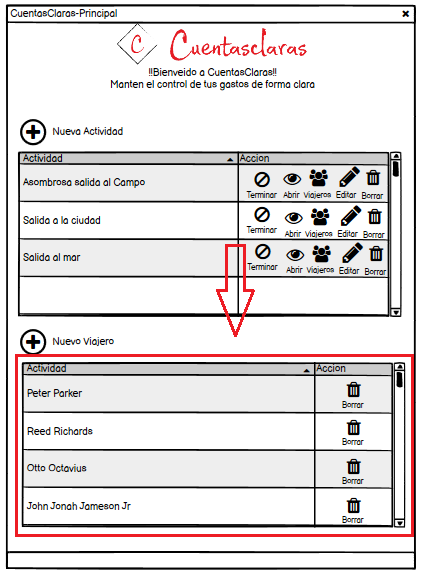 CuentasClaras-Principal
C Cuentasclaras
!!Bienveido a CuentasClaras!!
Manten el control de tus gastos de forma clara
Nueva Actividad
Actividad Accion
Asombrosa salida al Campo Terminar Abrir Viajeros Editar Borrar
Salida a la ciudad Terminar Abrir Viajeros Editar Borrar
Salida al mar Terminar Abrir Viajeros Editar Borrar
Nuevo Viajero
Actividad Accion
Peter Parker Borrar
Reed Richards Borrar
Otto Octavius Borrar
John Jonah Jameson Jr Borrar